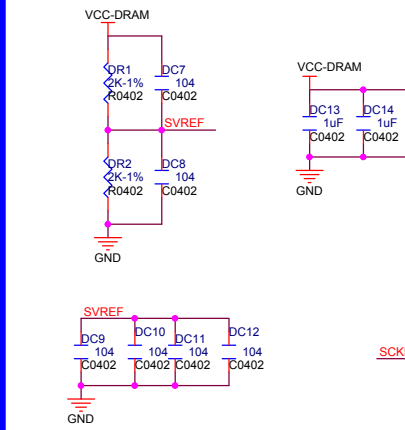 VCC-DRAM
DR1
2K-1%
R0402
DC7
104
C0402
SVREF
DR2
2K-1%
R0402
DC8
104
C0402
GND
VCC-DRAM
DC13
1uF
C0402
DC14
1uF
C0402
GND
SVREF
DC9
104
C0402
DC10
104
C0402
DC11
104
C0402
DC12
104
C0402
GND